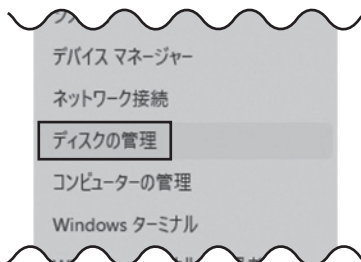 デバイス マネージャー
ネットワーク接続
ディスクの管理
コンピューターの管理
Windows ターミナル